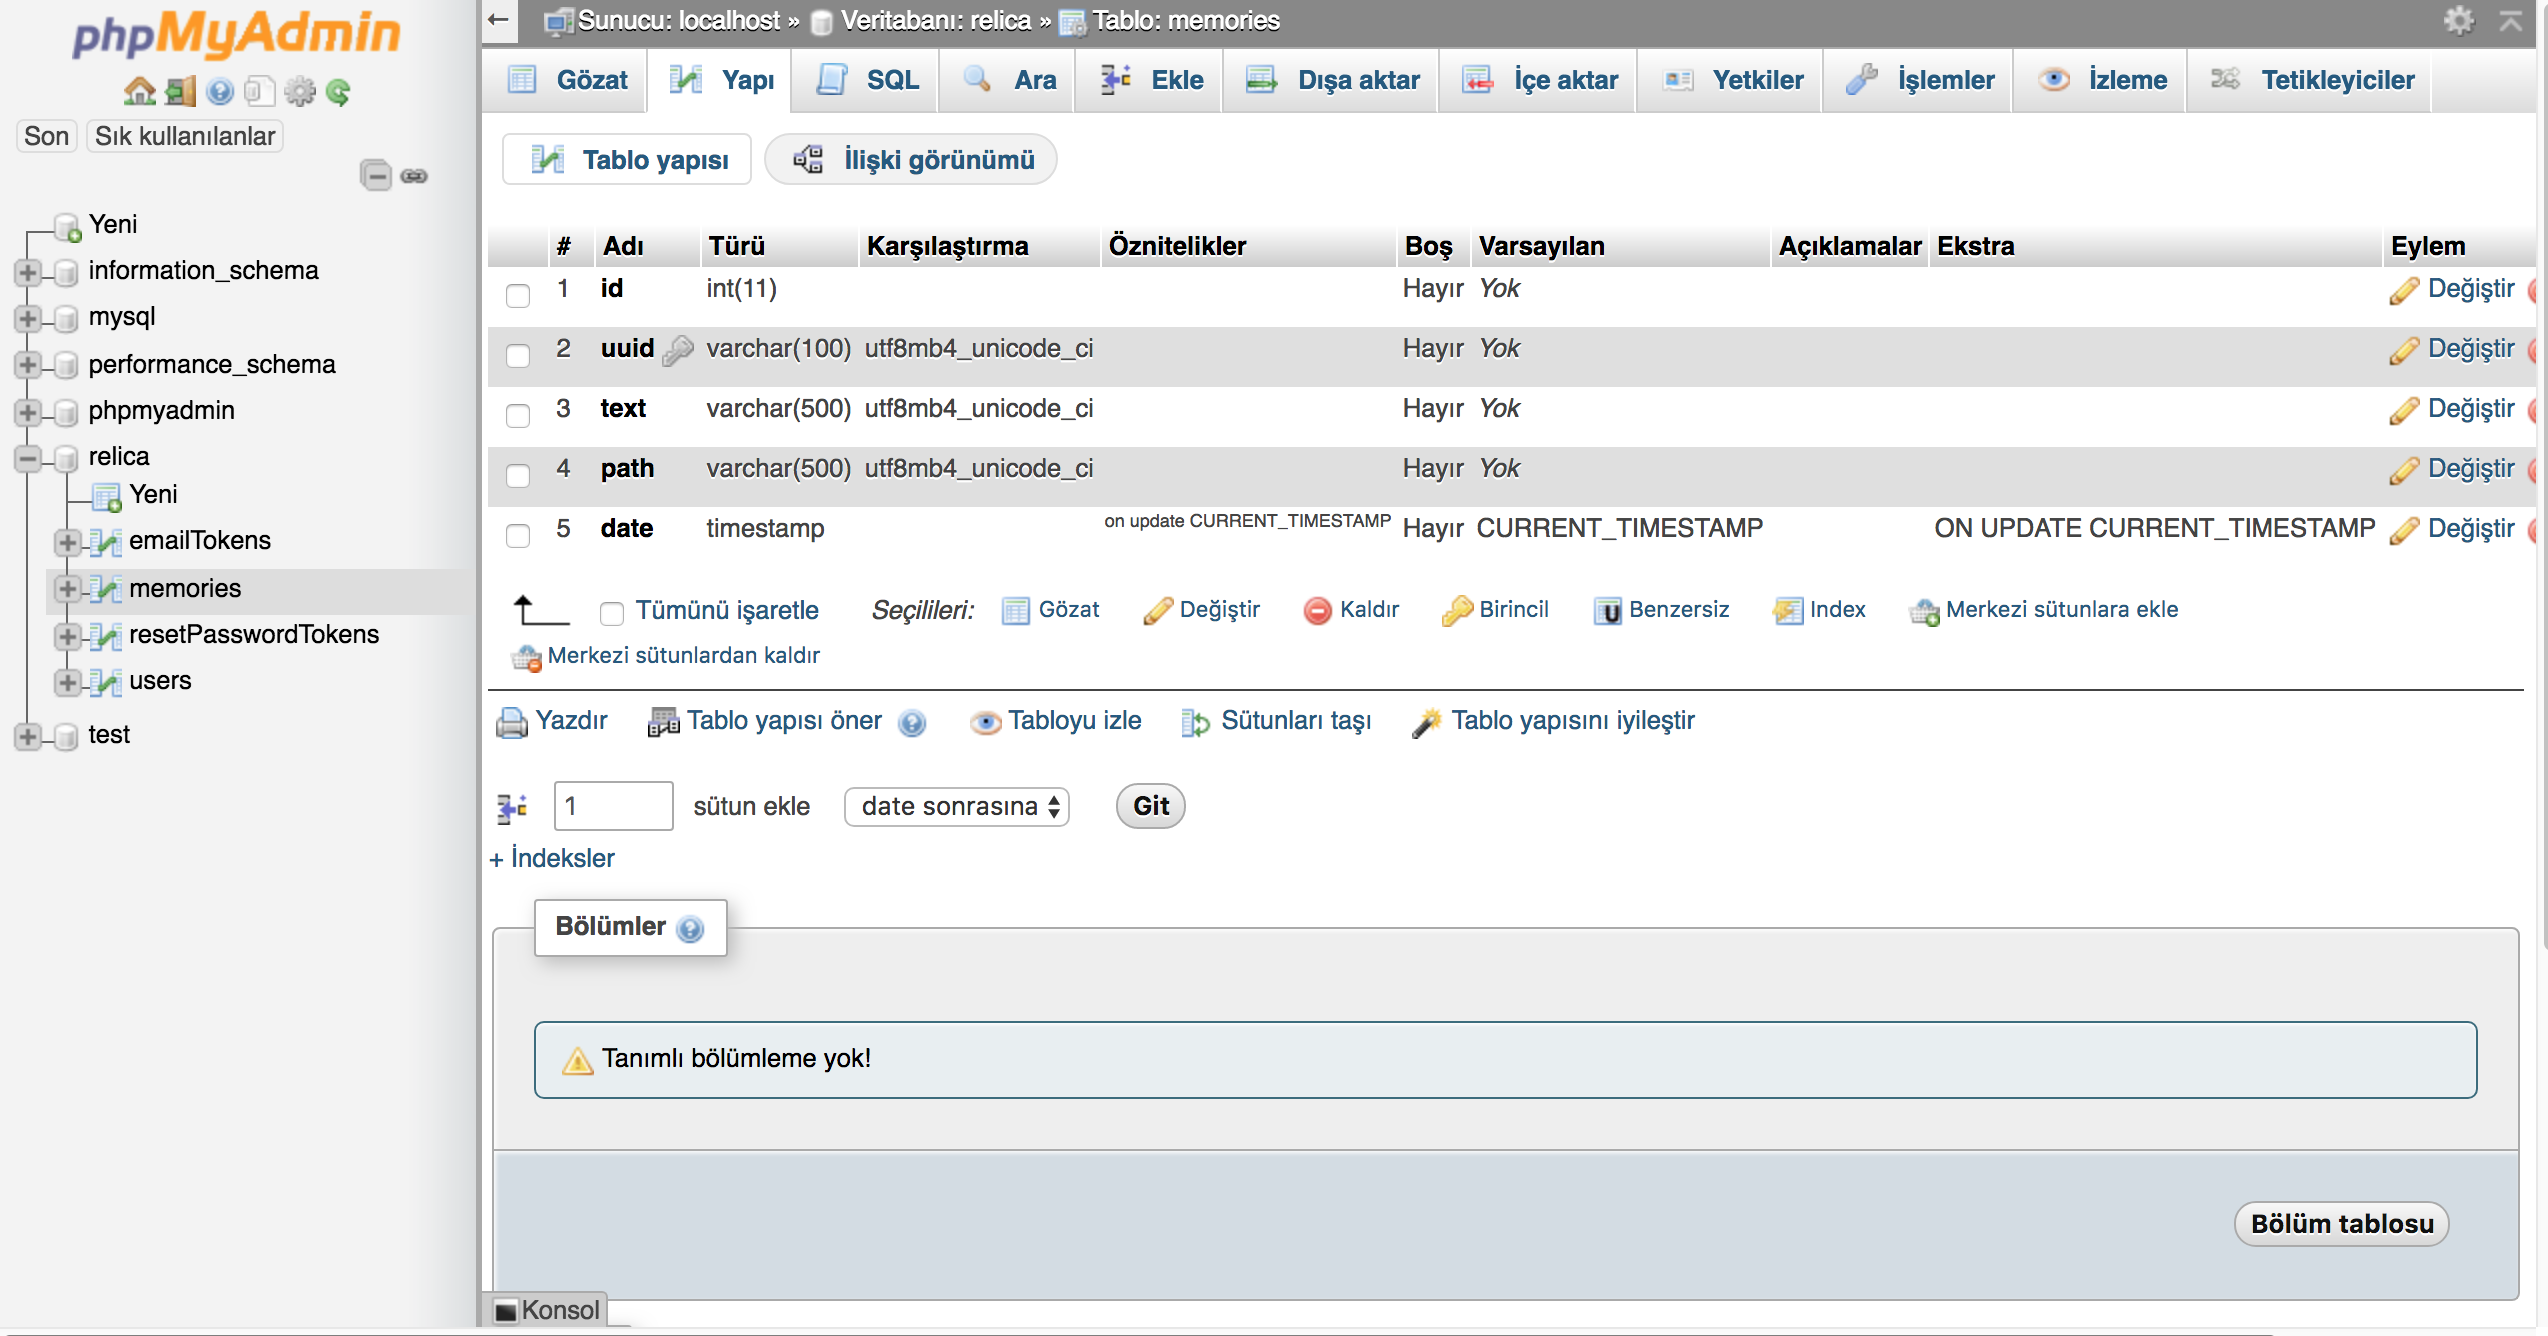 phpMyAdmin
Son Sık kullanılanlar
Yeni
information_schema
mysql
performance_schema
phpmyadmin
relica
Yeni
emailTokens
memories
resetPasswordTokens
users
test
Sunucu: localhost » Veritabanı: relica » Tablo: memories
Gözat Yapı SQL Ara Ekle Dışa aktar İçe aktar Yetkiler İşlemler İzleme Tetikleyiciler
Tablo yapısı İlişki görünümü
# Adı Türü Karşılaştırma Öznitelikler Boş Varsayılan Açıklamalar Ekstra Eylem
1 id int(11) Hayır Yok Değiştir
2 uuid varchar(100) utf8mb4_unicode_ci Hayır Yok Değiştir
3 text varchar(500) utf8mb4_unicode_ci Hayır Yok Değiştir
4 path varchar(500) utf8mb4_unicode_ci Hayır Yok Değiştir
5 date timestamp on update CURRENT_TIMESTAMP Hayır CURRENT_TIMESTAMP ON UPDATE CURRENT_TIMESTAMP Değiştir
Tümünü işaretle Seçilileri: Gözat Değiştir Kaldır Birincil Benzersiz Index Merkezi sütunlara ekle
Merkezi sütunlardan kaldır
Yazdır Tablo yapısı öner Tabloyu izle Sütunları taşı Tablo yapısını iyileştir
1 sütun ekle date sonrasına Git
+ İndeksler
Bölümler
Tanımlı bölümleme yok!
Bölüm tablosu
Konsol